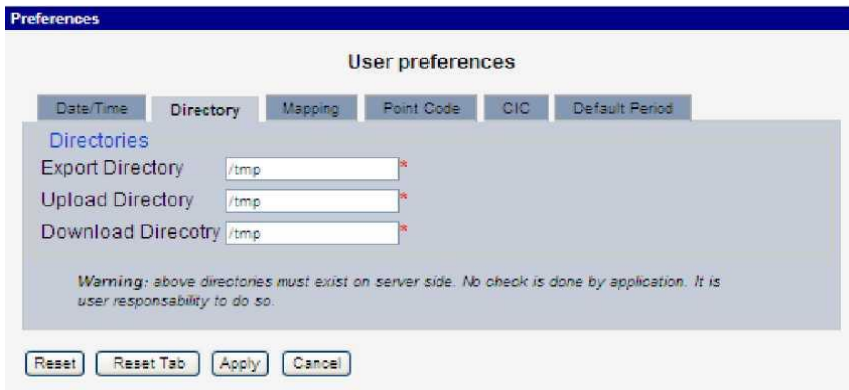 Preferences
User preferences
Date/Time Directory Mapping Point Code CIC Default Period
Directories
Export Directory /tmp *
Upload Directory /tmp *
Download Direcotry /tmp *
Warning: above directories must exist on server side. No check is done by application. It is
user responsability to do so.
Reset Reset Tab Apply Cancel